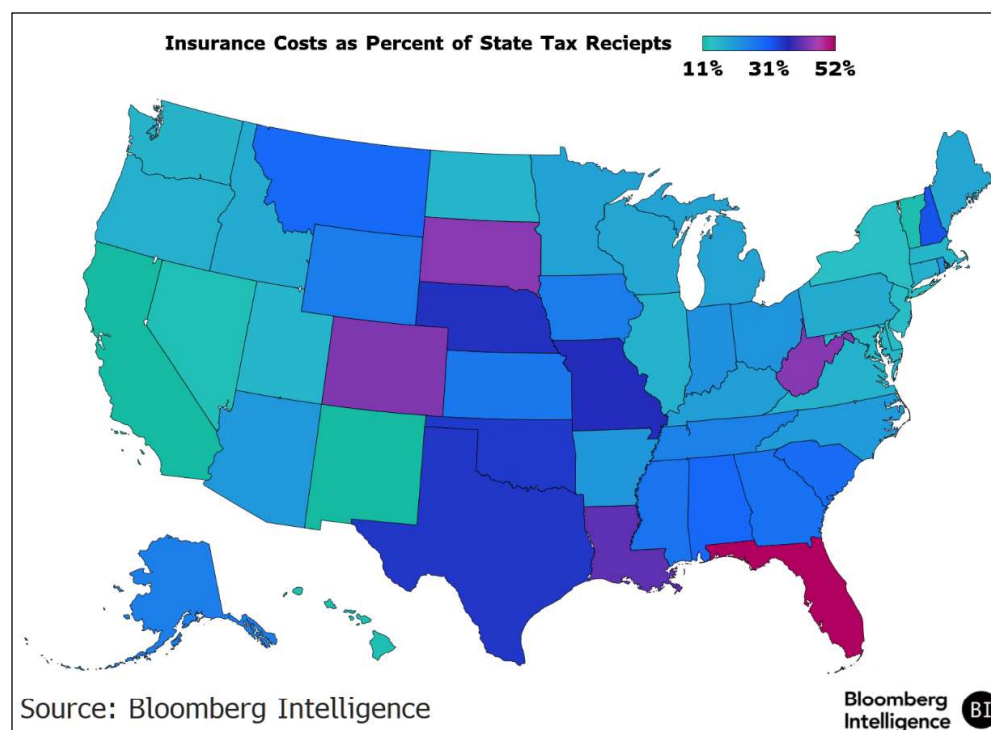 Insurance Costs as Percent of State Tax Reciepts
11% 31% 52%
Source: Bloomberg Intelligence
Bloomberg
Intelligence BI